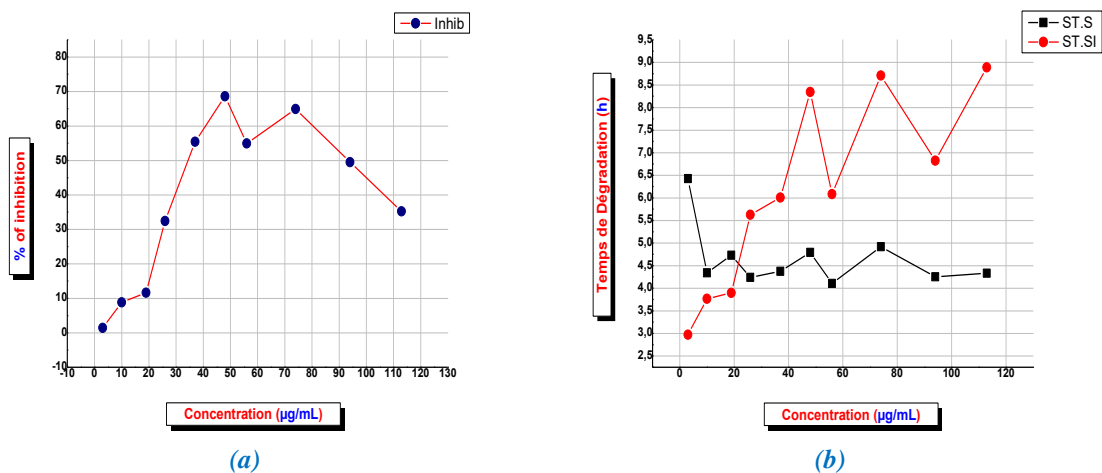 Inhib
80
70
60
50
40
30
20
10
0
-10
-10 0 10 20 30 40 50 60 70 80 90 100 110 120 130
% of inhibition
Concentration (µg/mL)
(a)
ST.S
ST.SI
9,5
9,0
8,5
8,0
7,5
7,0
6,5
6,0
5,5
5,0
4,5
4,0
3,5
3,0
2,5
0 20 40 60 80 100 120
Temps de Dégradation (h)
Concentration (µg/mL)
(b)